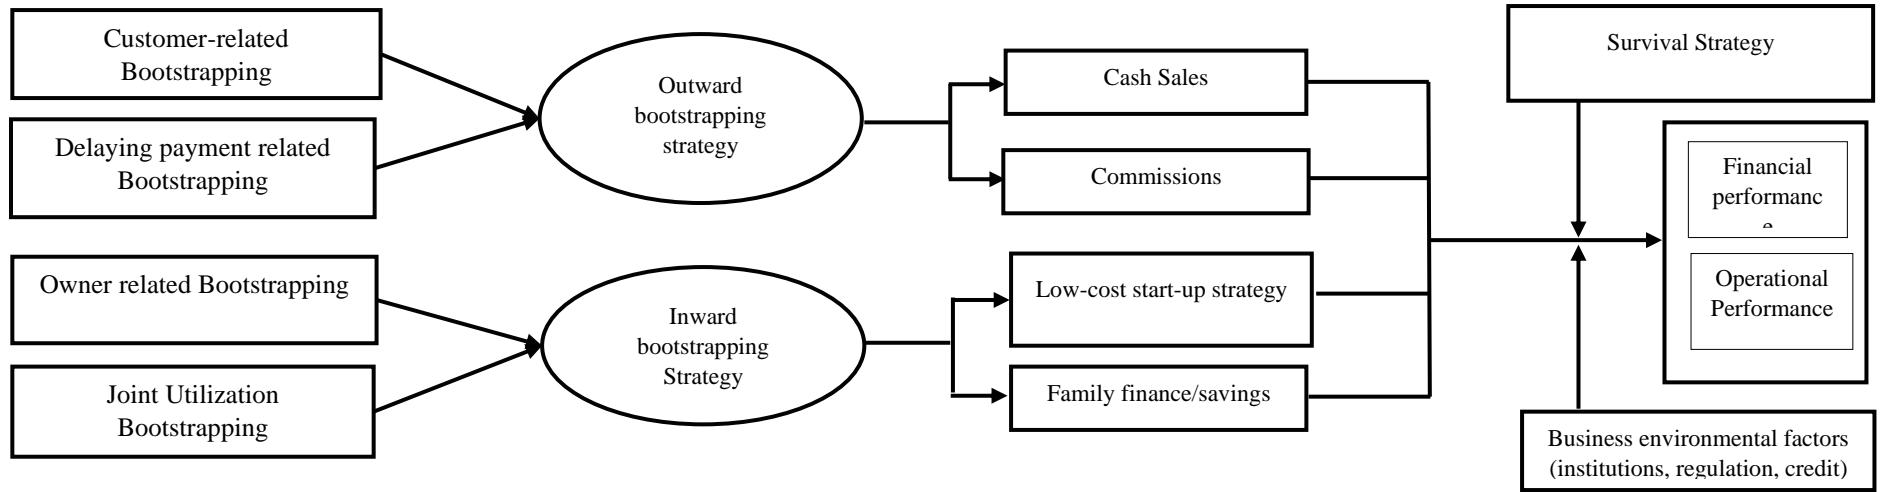 Customer-related
Bootstrapping
Delaying payment related
Bootstrapping
Owner related Bootstrapping
Joint Utilization
Bootstrapping
Outward
bootstrapping
strategy
Inward
bootstrapping
Strategy
Cash Sales
Commissions
Low-cost start-up strategy
Family finance/savings
Survival Strategy
Financial
performanc
e
Operational
Performance
Business environmental factors
(institutions, regulation, credit)